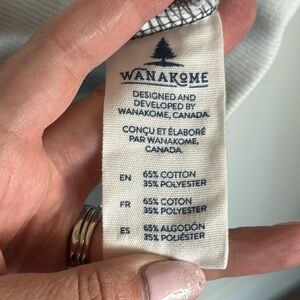 WANAKOME
DESIGNED AND
DEVELOPED BY
WANAKOME, CANADA.
CONÇU ET ÉLABORÉ
PAR WANAKOME,
CANADA.
EN 65% COTTON
35% POLYESTER
FR 65% COTON
35% POLYESTER
ES 65% ALGODÓN
35% POLIÉSTER